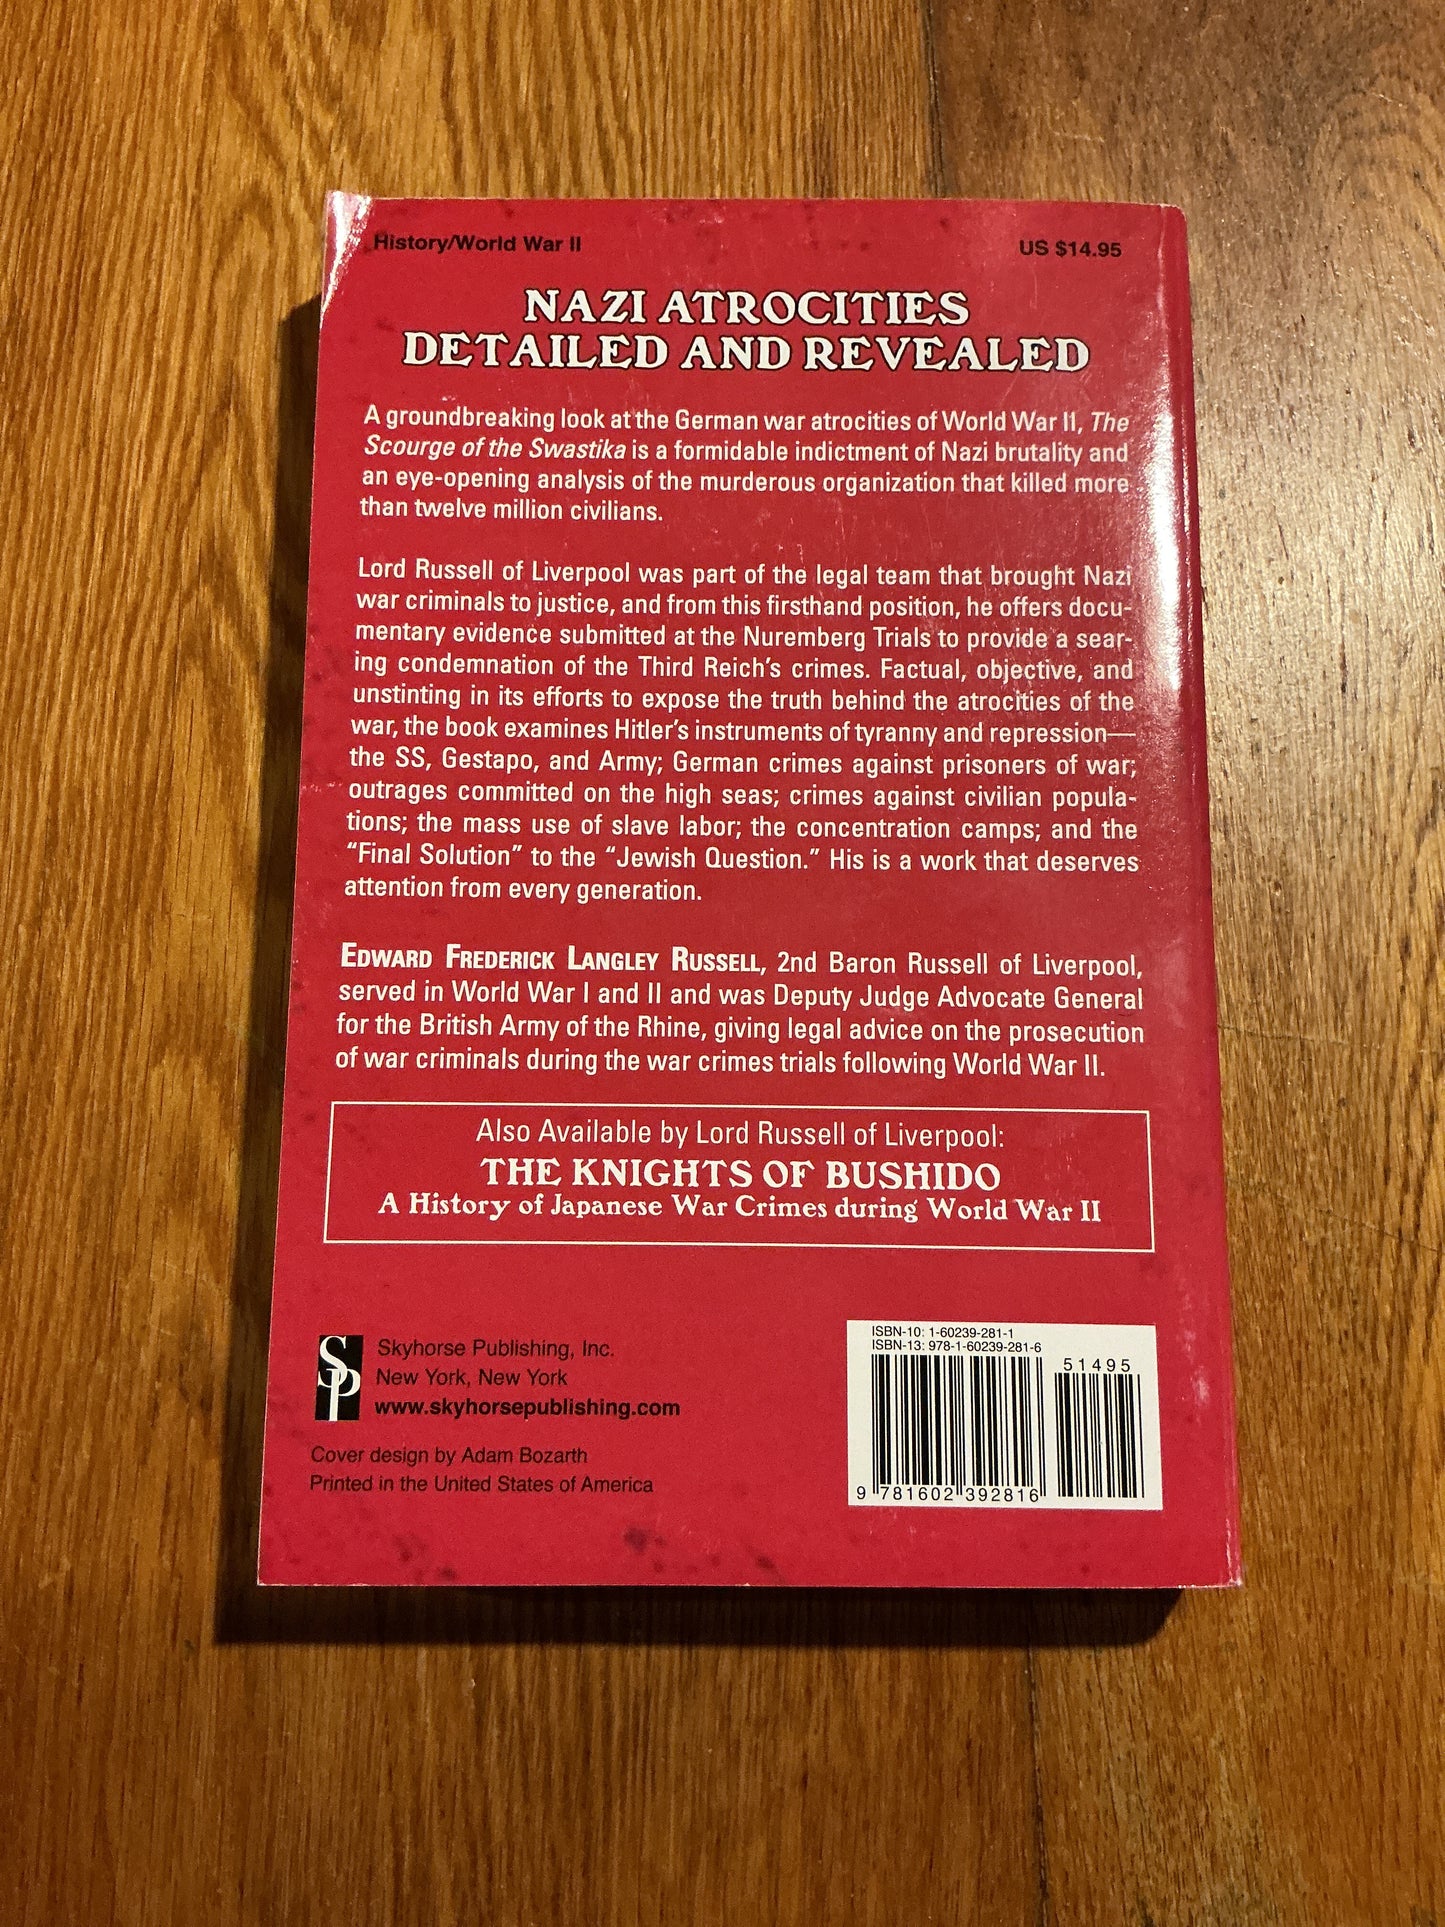 History/World War II
US $14.95
NAZI ATROCITIES
DETAILED AND REVEALED
A groundbreaking look at the German war atrocities of World War II, The
Scourge of the Swastika is a formidable indictment of Nazi brutality and
an eye-opening analysis of the murderous organization that killed more
than twelve million civilians.
Lord Russell of Liverpool was part of the legal team that brought Nazi
war criminals to justice, and from this firsthand position, he offers docu-
mentary evidence submitted at the Nuremberg Trials to provide a sear-
ing condemnation of the Third Reich's crimes. Factual, objective, and
unstinting in its efforts to expose the truth behind the atrocities of the
war, the book examines Hitler's instruments of tyranny and repression—
the SS, Gestapo, and Army; German crimes against prisoners of war;
outrages committed on the high seas; crimes against civilian popula-
tions; the mass use of slave labor; the concentration camps; and the
“Final Solution” to the “Jewish Question.” His is a work that deserves
attention from every generation.
EDWARD FREDERICK LANGLEY RUSSELL, 2nd Baron Russell of Liverpool,
served in World War I and II and was Deputy Judge Advocate General
for the British Army of the Rhine, giving legal advice on the prosecution
of war criminals during the war crimes trials following World War II.
Also Available by Lord Russell of Liverpool:
THE KNIGHTS OF BUSHIDO
A History of Japanese War Crimes during World War II
SP
Skyhorse Publishing, Inc.
New York, New York
www.skyhorsepublishing.com
Cover design by Adam Bozarth
Printed in the United States of America
ISBN-10: 1-60239-281-1
ISBN-13: 978-1-60239-281-6
51495
9 781602 392816